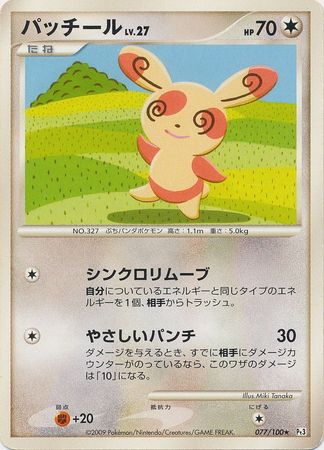 パッチール LV.27 HP 70
たね
NO.327 ぶちパンダポケモン 高さ：1.1m 重さ：5.0kg
シンクロリムーブ
自分についているエネルギーと同じタイプのエネ
ルギーを1個、相手からトラッシュ。
やさしいパンチ 30
ダメージを与えるとき、すでに相手にダメージカウ
ンターがのっているなら、このワザのダメージ
は「10」になる。
Illus. Miki Tanaka
弱点 抵抗力 にげる
+20
077/100★ Pt3
©2009 Pokémon/Nintendo/Creatures/GAME FREAK.